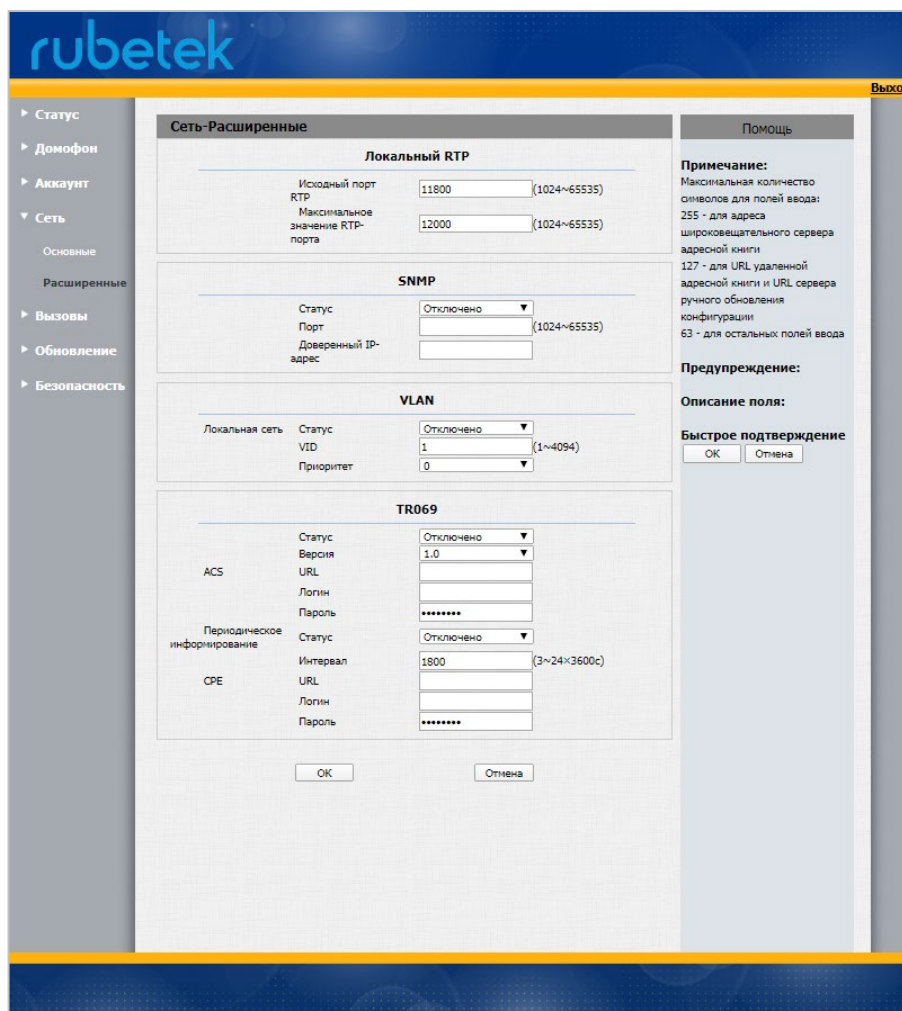 rubetek
Выхо
Статус
Домофон
Аккаунт
Сеть
Основные
Расширенные
Вызовы
Обновление
Безопасность
Сеть-Расширенные
Локальный RTP
Исходный порт
RTP
11800 (1024~65535)
Максимальное
значение RTP-
порта
12000 (1024~65535)
SNMP
Статус Отключено
Порт (1024~65535)
Доверенный IP-
адрес
VLAN
Локальная сеть Статус Отключено
VID 1 (1~4094)
Приоритет 0
TR069
Статус Отключено
Версия 1.0
ACS URL
Логин
Пароль ••••••••
Периодическое
информирование
Статус Отключено
Интервал 1800 (3~24×3600с)
CPE URL
Логин
Пароль ••••••••
OK Отмена
Помощь
Примечание:
Максимальная количество
символов для полей ввода:
255 - для адреса
широковещательного сервера
адресной книги
127 - для URL удаленной
адресной книги и URL сервера
ручного обновления
конфигурации
63 - для остальных полей ввода
Предупреждение:
Описание поля:
Быстрое подтверждение
OK Отмена